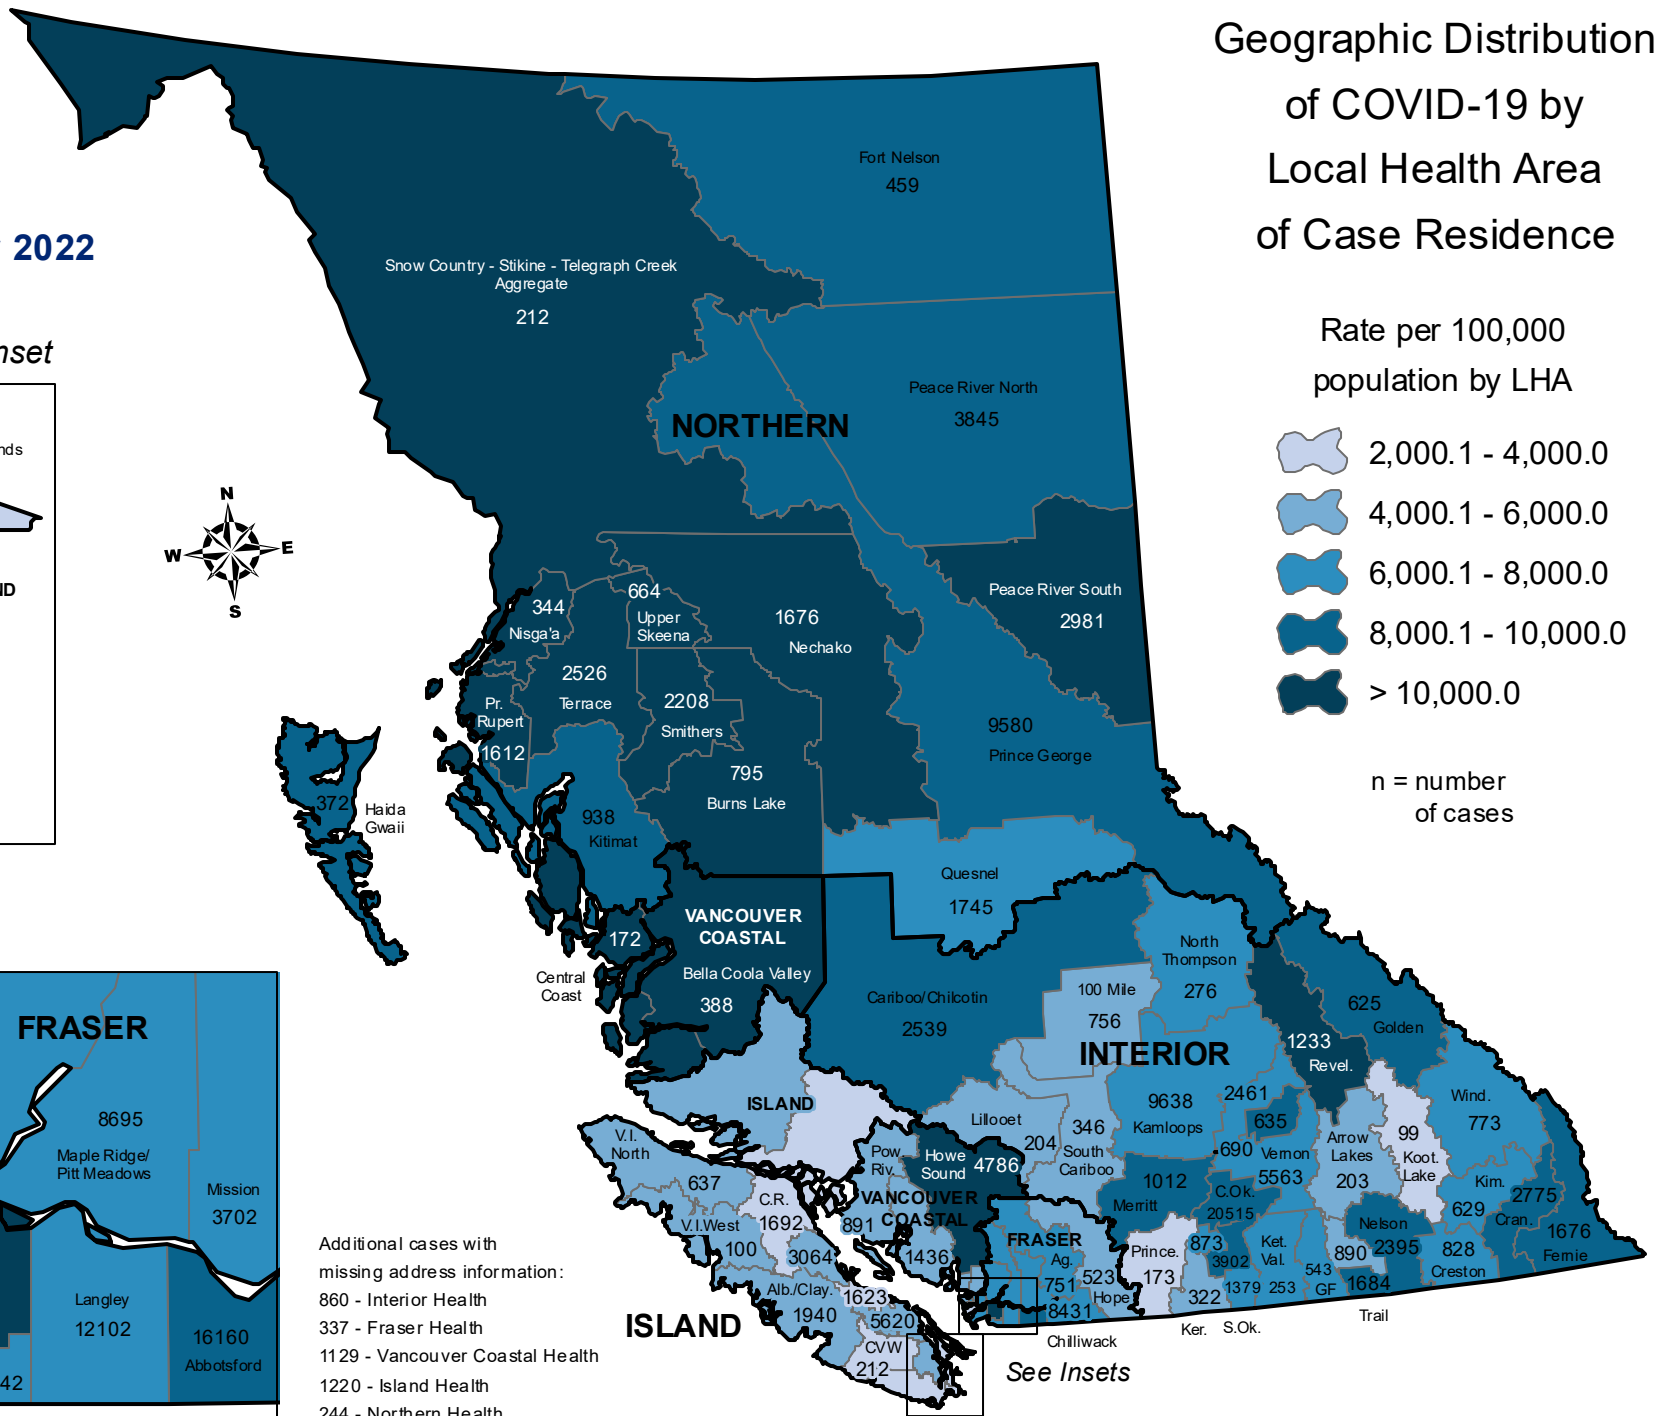 Geographic Distribution
of COVID-19 by
Local Health Area
of Case Residence
2022
nset
nds
ND
Rate per 100,000
population by LHA
2,000.1 - 4,000.0
4,000.1 - 6,000.0
6,000.1 - 8,000.0
8,000.1 - 10,000.0
> 10,000.0
n = number
of cases
N
W
E
S
Fort Nelson
459
Snow Country - Stikine - Telegraph Creek
Aggregate
212
Peace River North
3845
NORTHERN
Peace River South
2981
344
Nisga'a
664
Upper
Skeena
1676
Nechako
2526
Terrace
2208
Smithers
Pr.
Rupert
1612
795
Burns Lake
9580
Prince George
372
Haida
Gwaii
938
Kitimat
Quesnel
1745
VANCOUVER
COASTAL
172
Central
Coast
Bella Coola Valley
388
Cariboo/Chilcotin
2539
North
Thompson
276
100 Mile
756
INTERIOR
625
Golden
1233
Revel.
ISLAND
Lillooet
204
346
South
Cariboo
9638
Kamloops
2461
635
690
Vernon
5563
Arrow
Lakes
203
99
Koot.
Lake
Wind.
773
V.I.
North
637
Pow.
Riv.
Howe
Sound
4786
VANCOUVER
COASTAL
891
1436
C.R.
1692
V.I.West
100
3064
1012
Merritt
C.Ok.
20515
Kim.
629
2775
Cran.
1676
Fernie
Nelson
2395
890
828
Creston
FRASER
Ag.
751
523
Hope
8431
Chilliwack
Prince.
173
873
3902
Ket.
Val.
253
543
GF
1684
Trail
322
1379
Ker.
S.Ok.
Alb./Clay.
1940
1623
5620
CVW
212
ISLAND
See Insets
FRASER
8695
Maple Ridge/
Pitt Meadows
Mission
3702
Langley
12102
16160
Abbotsford
42
Additional cases with
missing address information:
860 - Interior Health
337 - Fraser Health
1129 - Vancouver Coastal Health
1220 - Island Health
244 - Northern Health